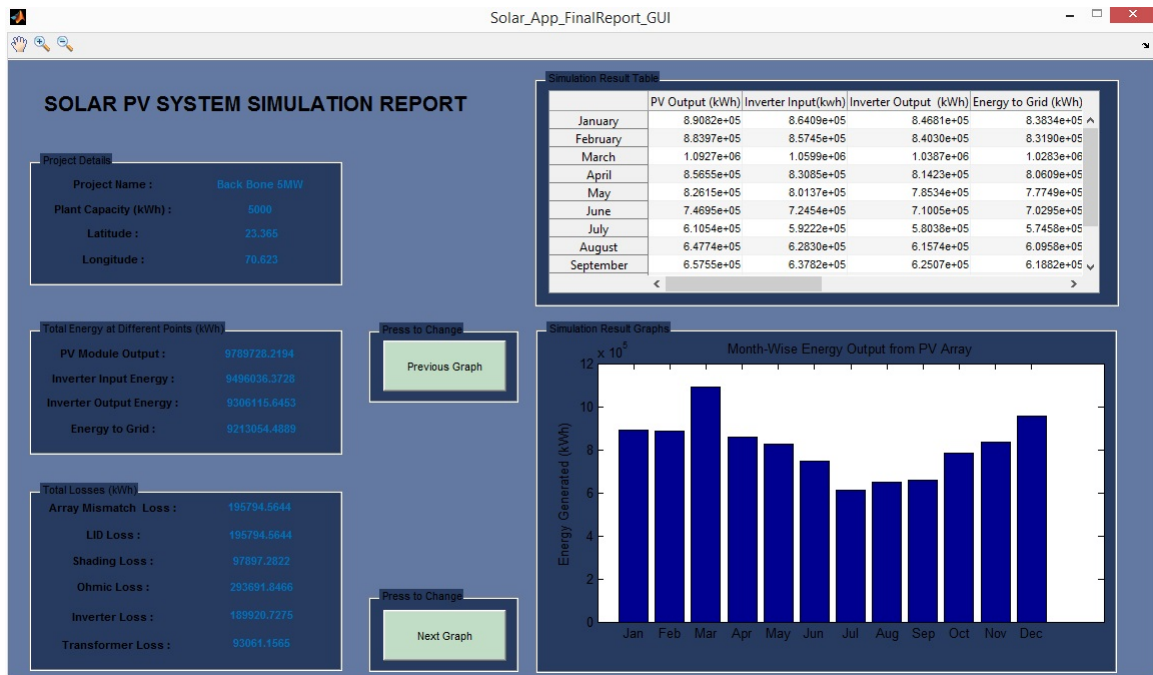 Solar_App_FinalReport_GUI
SOLAR PV SYSTEM SIMULATION REPORT
Project Details
Project Name : Back Bone 5MW
Plant Capacity (kWh) : 5000
Latitude : 23.365
Longitude : 70.623
Total Energy at Different Points (kWh)
PV Module Output : 9789728.2194
Inverter Input Energy : 9496036.3728
Inverter Output Energy : 9306115.6453
Energy to Grid : 9213054.4889
Total Losses (kWh)
Array Mismatch Loss : 195794.5644
LID Loss : 195794.5644
Shading Loss : 97897.2822
Ohmic Loss : 293691.8466
Inverter Loss : 189920.7275
Transformer Loss : 93061.1565
Press to Change
Previous Graph
Press to Change
Next Graph
Simulation Result Table
PV Output (kWh) Inverter Input(kwh) Inverter Output (kWh) Energy to Grid (kWh)
January 8.9082e+05 8.6409e+05 8.4681e+05 8.3834e+05
February 8.8397e+05 8.5745e+05 8.4030e+05 8.3190e+05
March 1.0927e+06 1.0599e+06 1.0387e+06 1.0283e+06
April 8.5655e+05 8.3085e+05 8.1423e+05 8.0609e+05
May 8.2615e+05 8.0137e+05 7.8534e+05 7.7749e+05
June 7.4695e+05 7.2454e+05 7.1005e+05 7.0295e+05
July 6.1054e+05 5.9222e+05 5.8038e+05 5.7458e+05
August 6.4774e+05 6.2830e+05 6.1574e+05 6.0958e+05
September 6.5755e+05 6.3782e+05 6.2507e+05 6.1882e+05
Simulation Result Graphs
Month-Wise Energy Output from PV Array
x 10^5
12
10
8
6
4
2
0
Energy Generated (kWh)
Jan Feb Mar Apr May Jun Jul Aug Sep Oct Nov Dec